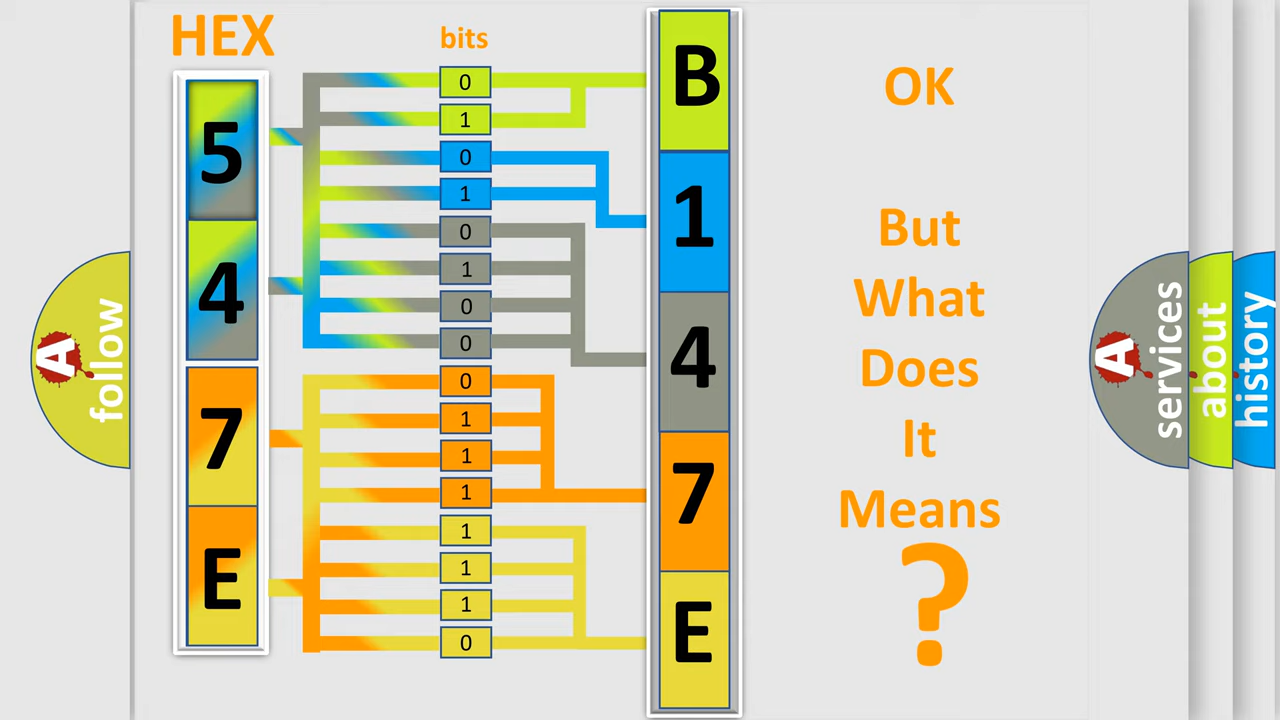 HEX
bits
5
4
7
E
0
1
0
1
0
1
0
0
0
1
1
1
1
1
1
0
B
1
4
7
E
OK
But
What
Does
It
Means
?
A
follow
A
services
about
history